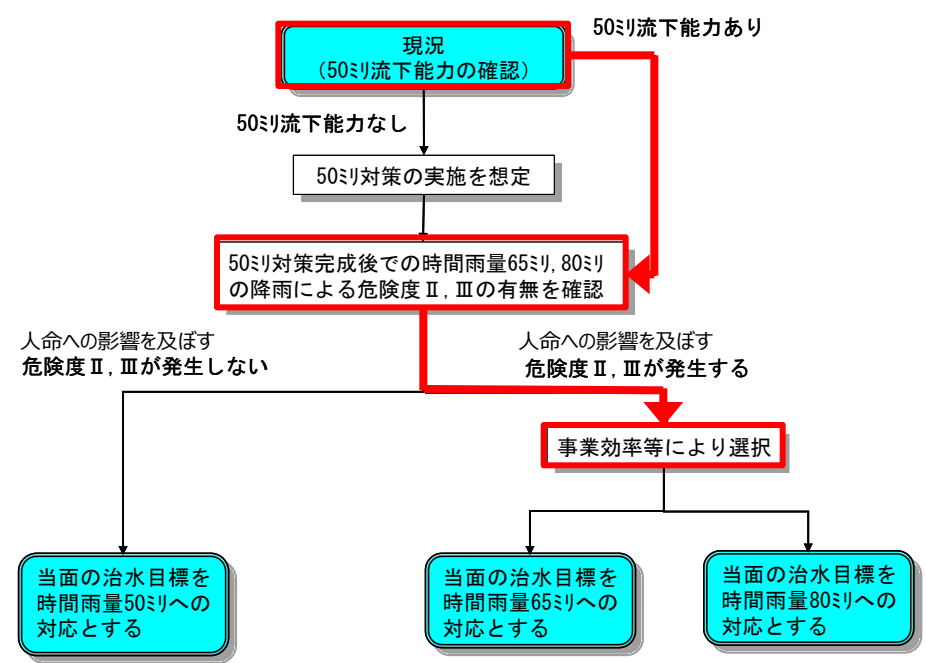 50ﾐﾘ流下能力あり
現況
(50ﾐﾘ流下能力の確認)
50ﾐﾘ流下能力なし
50ﾐﾘ対策の実施を想定
50ﾐﾘ対策完成後での時間雨量65ﾐﾘ,80ﾐﾘ
の降雨による危険度Ⅱ,Ⅲの有無を確認
人命への影響を及ぼす
危険度Ⅱ,Ⅲが発生しない
人命への影響を及ぼす
危険度Ⅱ,Ⅲが発生する
事業効率等により選択
当面の治水目標を
時間雨量50ﾐﾘへの
対応とする
当面の治水目標を
時間雨量65ﾐﾘへの
対応とする
当面の治水目標を
時間雨量80ﾐﾘへの
対応とする